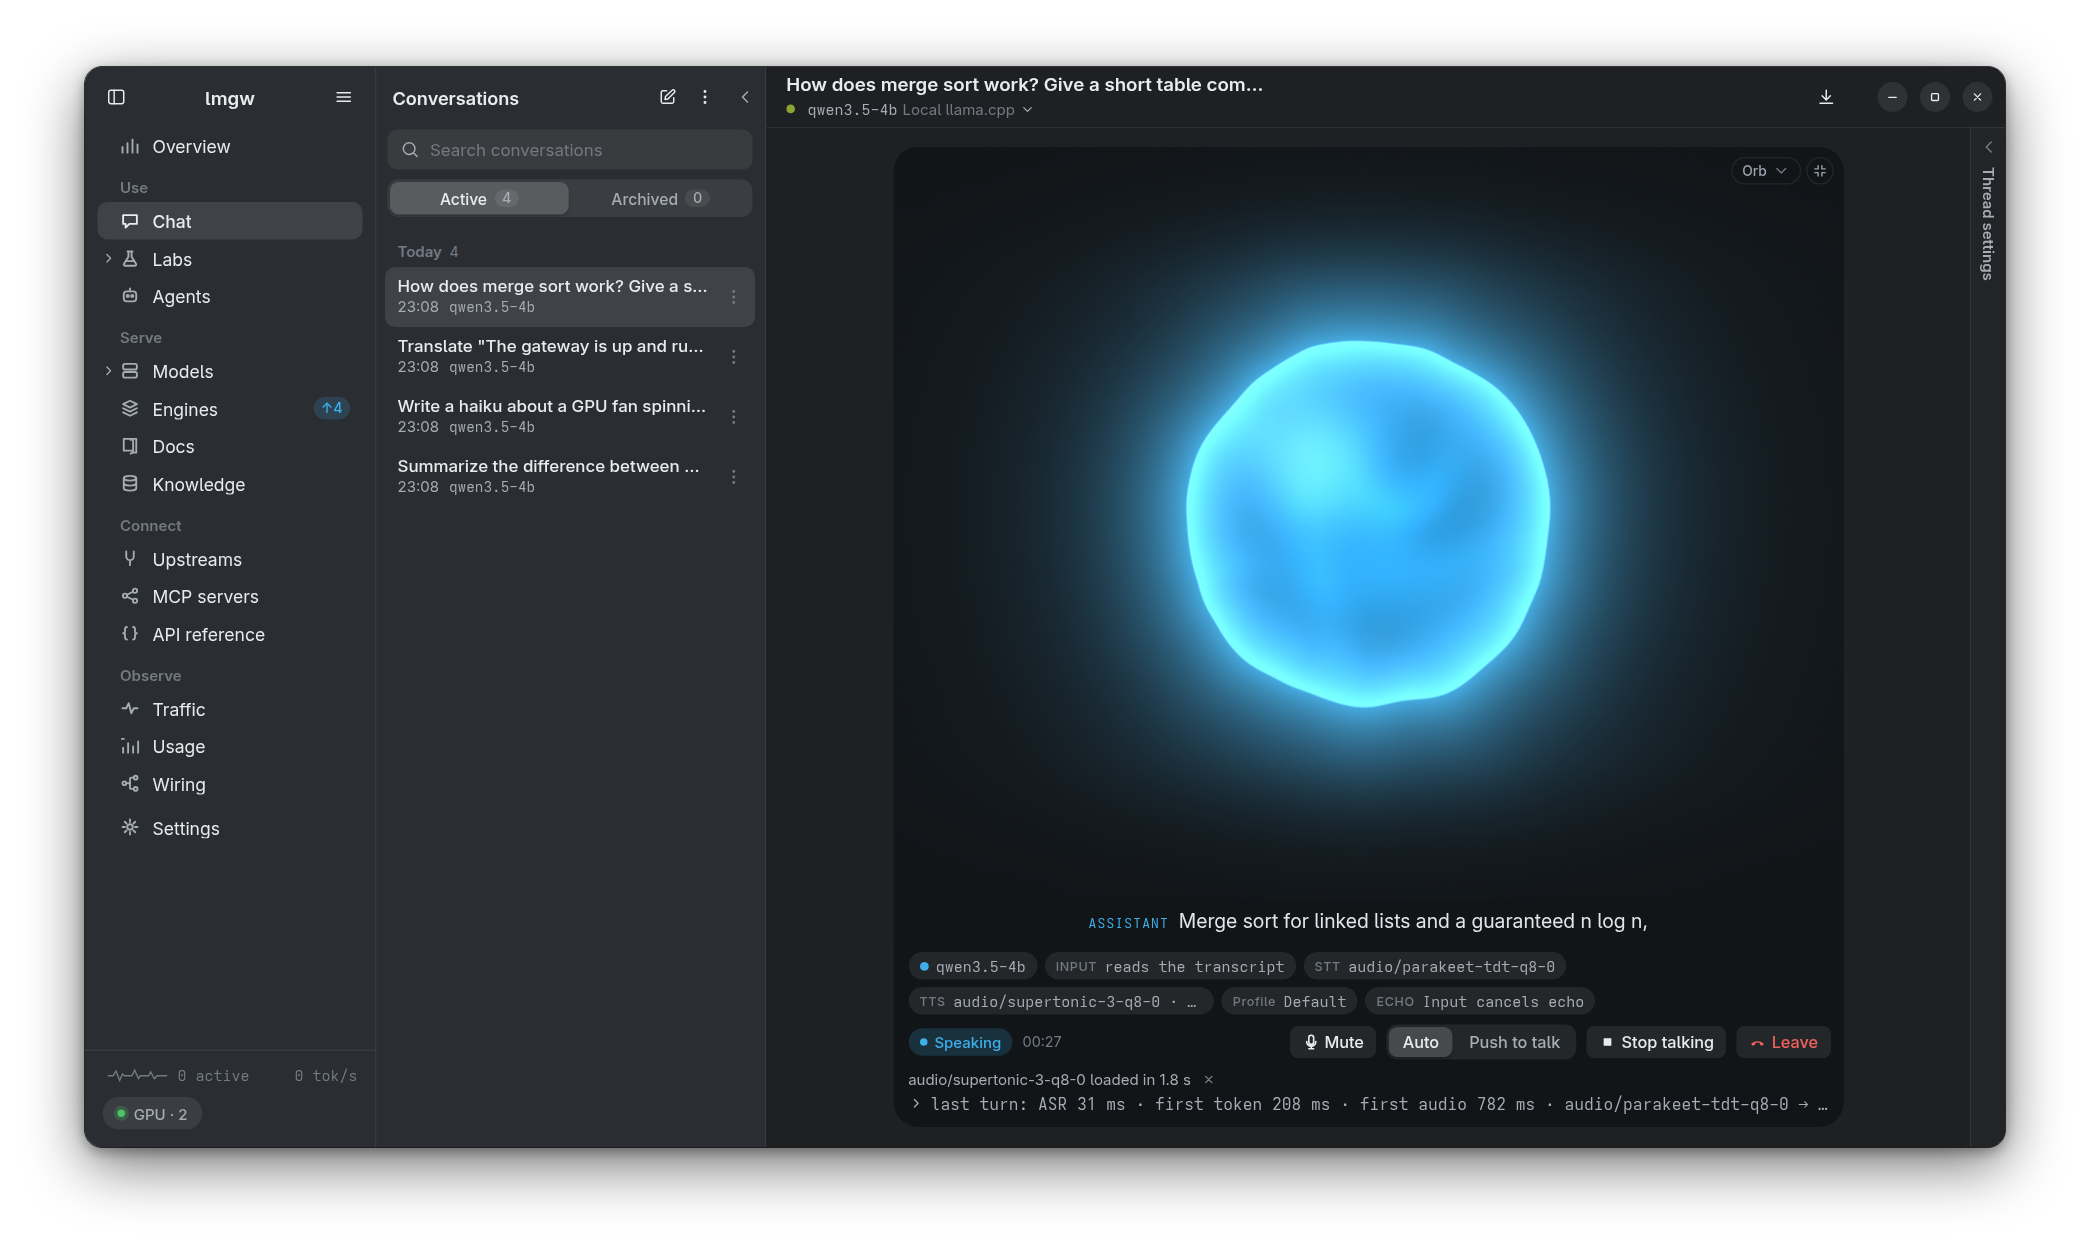 lmgw
Overview
Use
Chat
Labs
Agents
Serve
Models
Engines ↑4
Docs
Knowledge
Connect
Upstreams
MCP servers
API reference
Observe
Traffic
Usage
Wiring
Settings
0 active 0 tok/s
GPU · 2
Conversations
Search conversations
Active 4 Archived 0
Today 4
How does merge sort work? Give a s...
23:08 qwen3.5-4b
Translate "The gateway is up and ru...
23:08 qwen3.5-4b
Write a haiku about a GPU fan spinni...
23:08 qwen3.5-4b
Summarize the difference between ...
23:08 qwen3.5-4b
How does merge sort work? Give a short table com...
qwen3.5-4b Local llama.cpp
Orb
Thread settings
ASSISTANT Merge sort for linked lists and a guaranteed n log n,
qwen3.5-4b INPUT reads the transcript STT audio/parakeet-tdt-q8-0
TTS audio/supertonic-3-q8-0 · … Profile Default ECHO Input cancels echo
Speaking 00:27 Mute Auto Push to talk Stop talking Leave
audio/supertonic-3-q8-0 loaded in 1.8 s ×
last turn: ASR 31 ms · first token 208 ms · first audio 782 ms · audio/parakeet-tdt-q8-0 → …